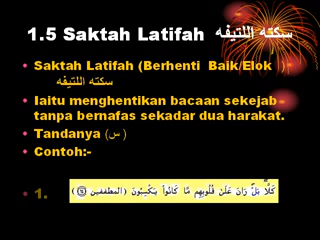 1.5 Saktah Latifah سكته اللتيفه
• Saktah Latifah (Berhenti Baik/Elok ) -
سكته اللتيفه
• Iaitu menghentikan bacaan sekejab
tanpa bernafas sekadar dua harakat.
• Tandanya (س )
• Contoh:-
• 1. كَلَّا بَلْ رَانَ عَلَىٰ قُلُوبِهِم مَّا كَانُوا۟ يَكْسِبُونَ (المطففين